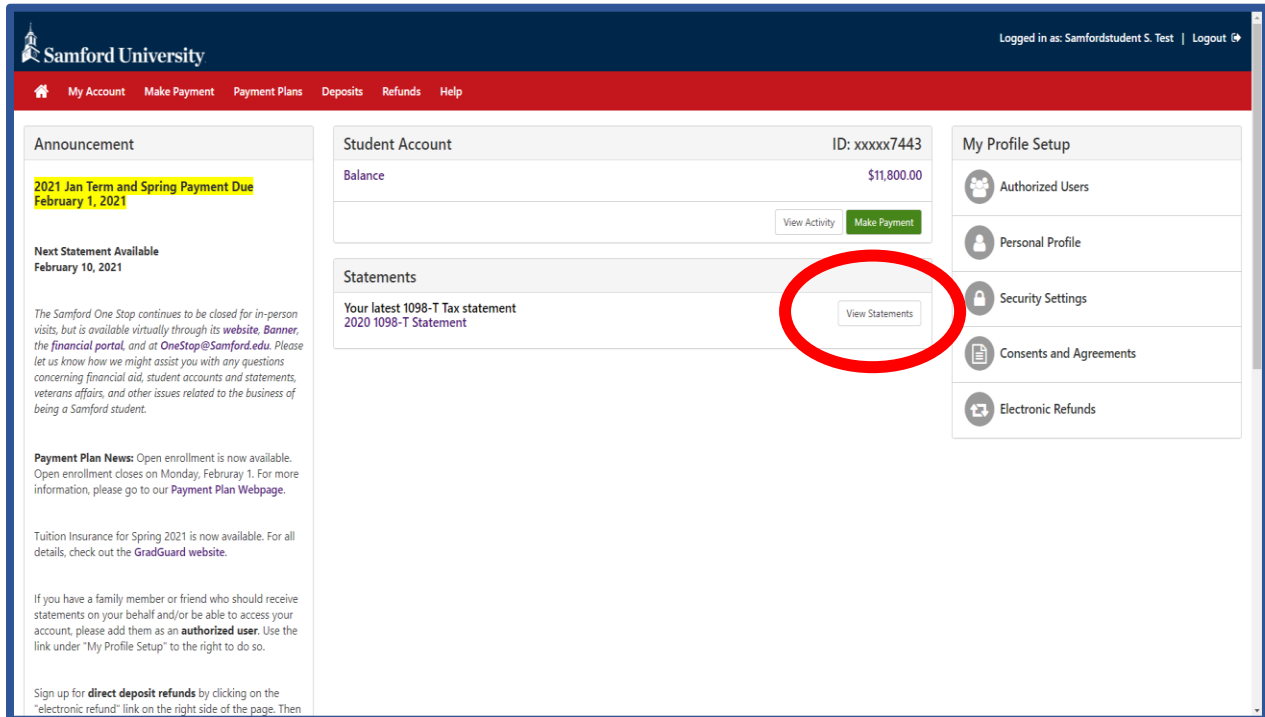 Samford University
Logged in as: Samfordstudent S. Test | Logout
My Account Make Payment Payment Plans Deposits Refunds Help
Announcement
2021 Jan Term and Spring Payment Due
February 1, 2021
Next Statement Available
February 10, 2021
The Samford One Stop continues to be closed for in-person
visits, but is available virtually through its website, Banner,
the financial portal, and at OneStop@Samford.edu. Please
let us know how we might assist you with any questions
concerning financial aid, student accounts and statements,
veterans affairs, and other issues related to the business of
being a Samford student.
Payment Plan News: Open enrollment is now available.
Open enrollment closes on Monday, Februray 1. For more
information, please go to our Payment Plan Webpage.
Tuition Insurance for Spring 2021 is now available. For all
details, check out the GradGuard website.
If you have a family member or friend who should receive
statements on your behalf and/or be able to access your
account, please add them as an authorized user. Use the
link under "My Profile Setup" to the right to do so.
Sign up for direct deposit refunds by clicking on the
"electronic refund" link on the right side of the page. Then
Student Account ID: xxxxx7443
Balance $11,800.00
View Activity Make Payment
Statements
Your latest 1098-T Tax statement
2020 1098-T Statement
View Statements
My Profile Setup
Authorized Users
Personal Profile
Security Settings
Consents and Agreements
Electronic Refunds